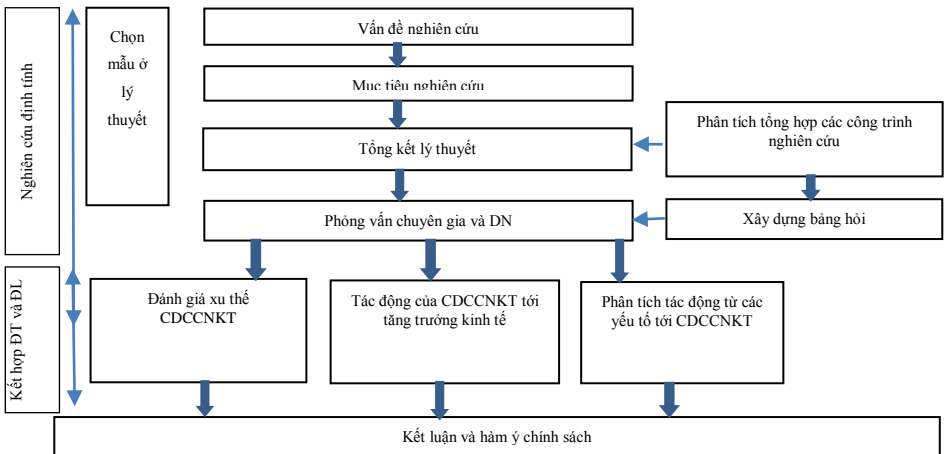 Nghiên cứu định tính
Chọn
mẫu ở
lý
thuyết
Vấn đề nghiên cứu
Mục tiêu nghiên cứu
Tổng kết lý thuyết
Phân tích tổng hợp các công trình
nghiên cứu
Phỏng vấn chuyên gia và DN
Xây dựng bảng hỏi
Kết hợp ĐT và ĐL
Đánh giá xu thế
CDCCNKT
Tác động của CDCCNKT tới
tăng trưởng kinh tế
Phân tích tác động từ các
yếu tố tới CDCCNKT
Kết luận và hàm ý chính sách